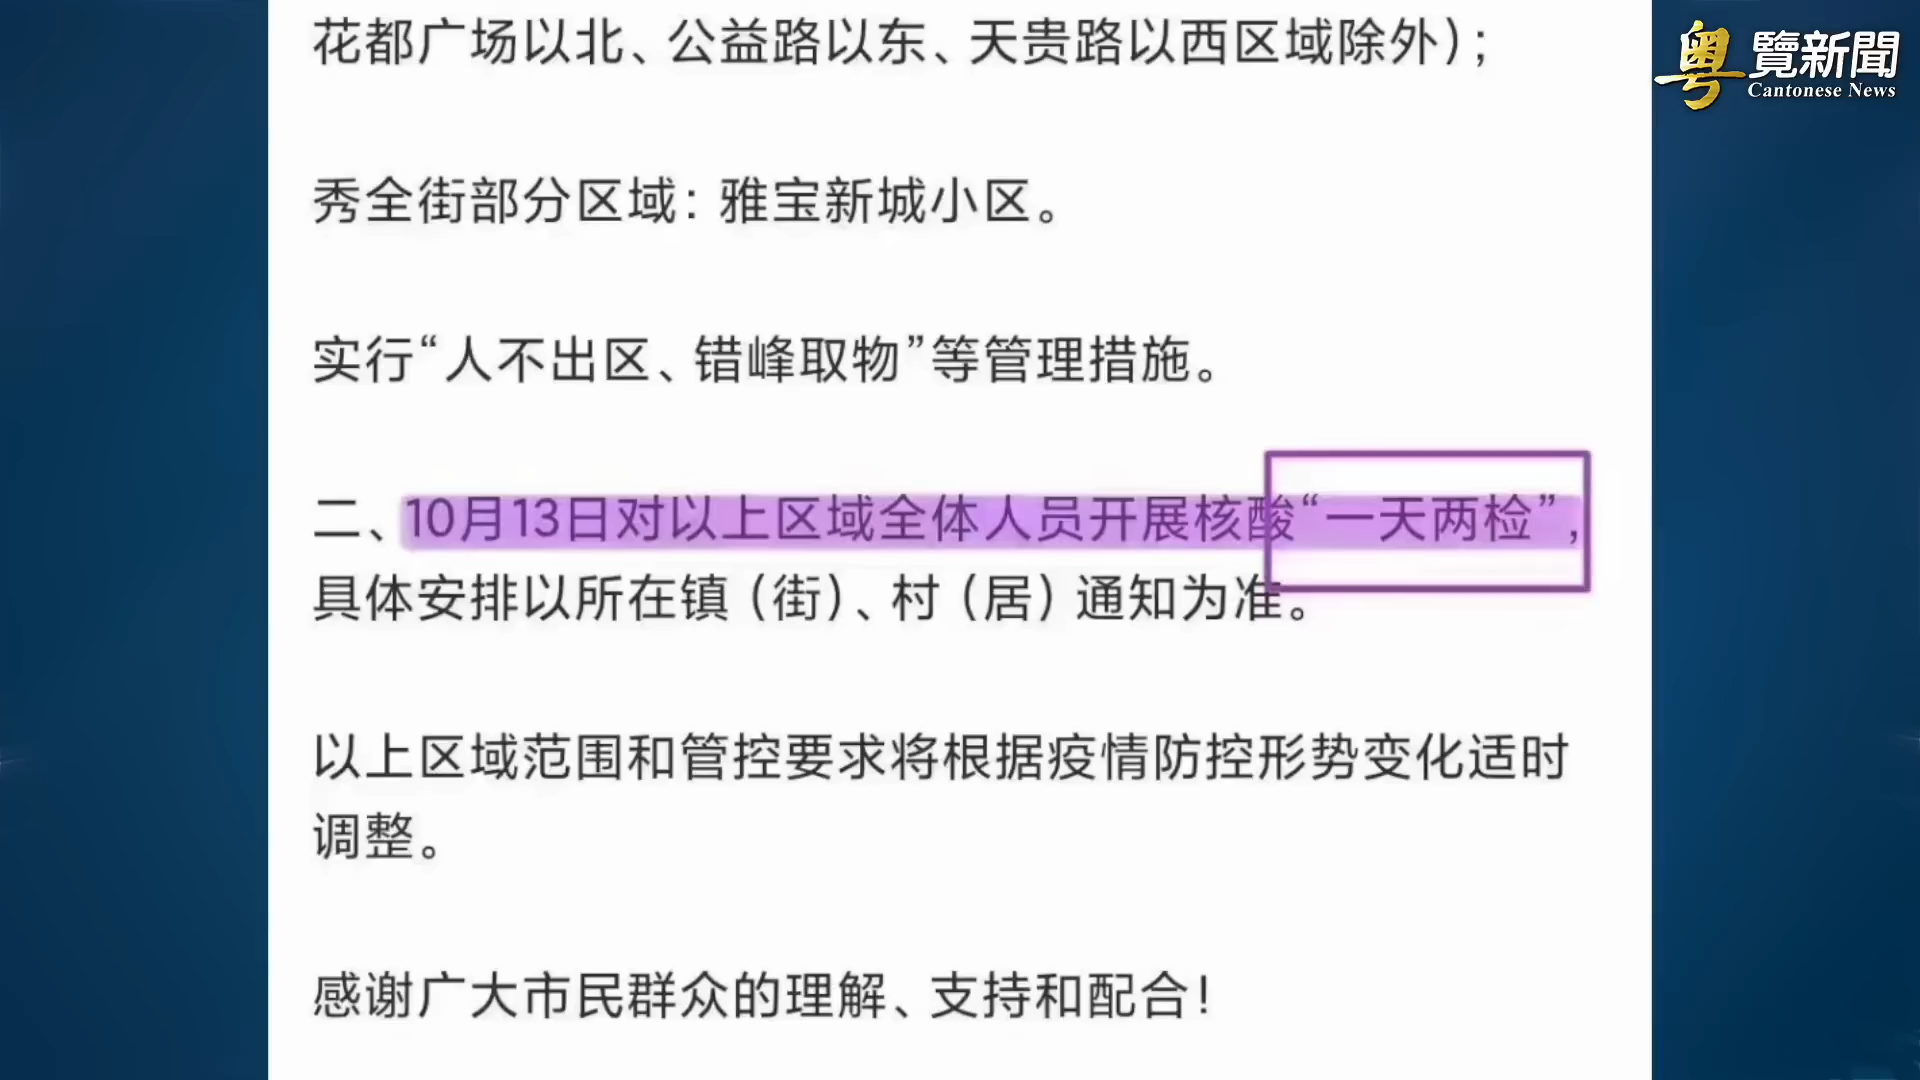 花都广场以北、公益路以东、天贵路以西区域除外）；
粤覽新聞
Cantonese News
秀全街部分区域：雅宝新城小区。
实行“人不出区、错峰取物”等管理措施。
二、10月13日对以上区域全体人员开展核酸“一天两检”，
具体安排以所在镇（街）、村（居）通知为准。
以上区域范围和管控要求将根据疫情防控形势变化适时
调整。
感谢广大市民群众的理解、支持和配合！